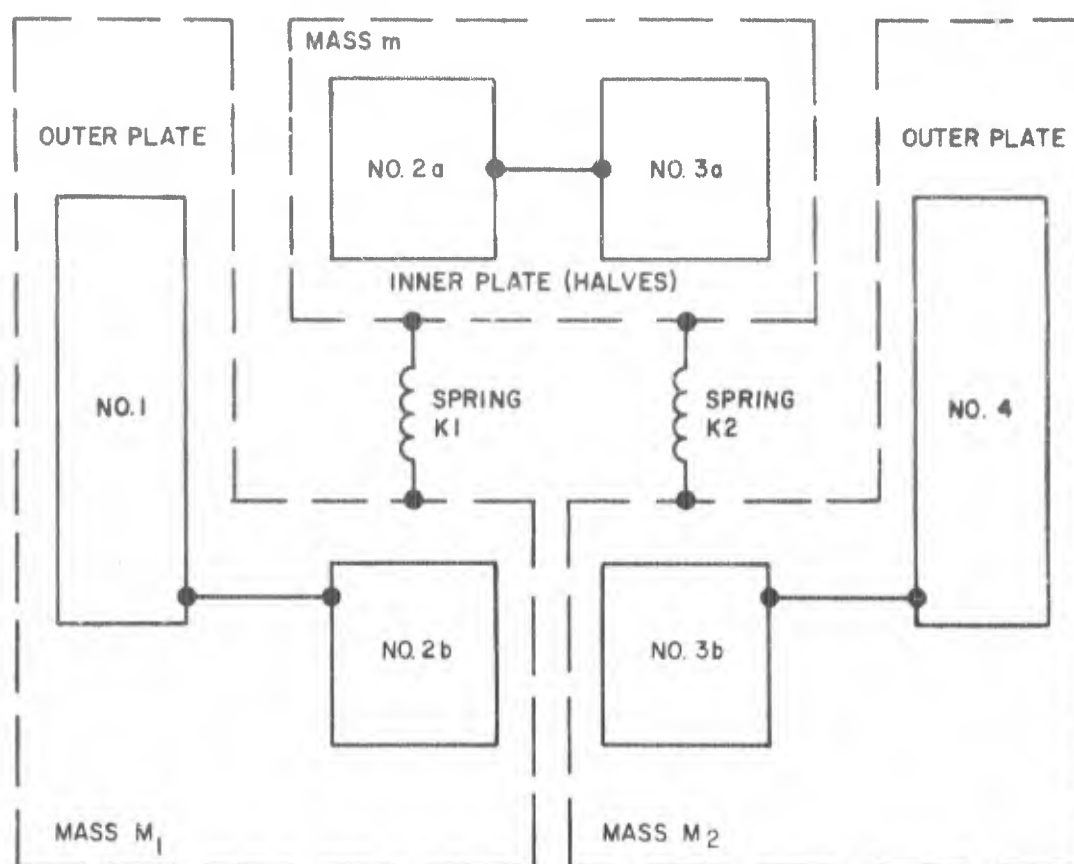 MASS m
OUTER PLATE
NO. 2a
NO. 3a
OUTER PLATE
INNER PLATE (HALVES)
NO. 1
SPRING
K1
SPRING
K2
NO. 4
NO. 2b
NO. 3b
MASS M1
MASS M2